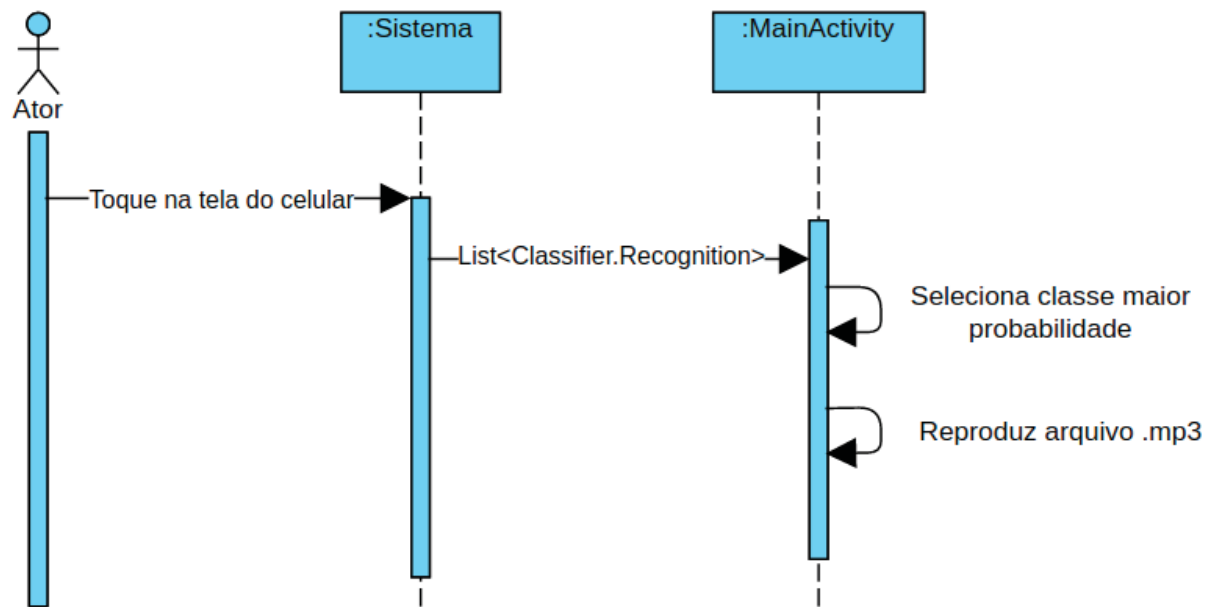 :Sistema
:MainActivity
Ator
Toque na tela do celular
List<Classifier.Recognition>
Seleciona classe maior
probabilidade
Reproduz arquivo .mp3